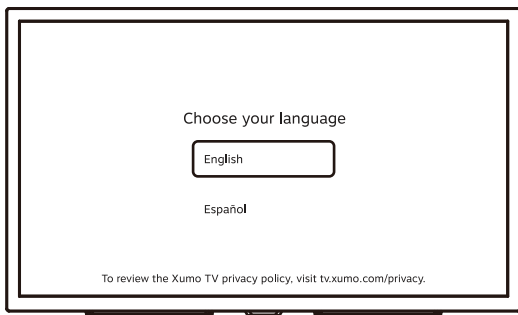 Choose your language
English
Español
To review the Xumo TV privacy policy, visit tv.xumo.com/privacy.